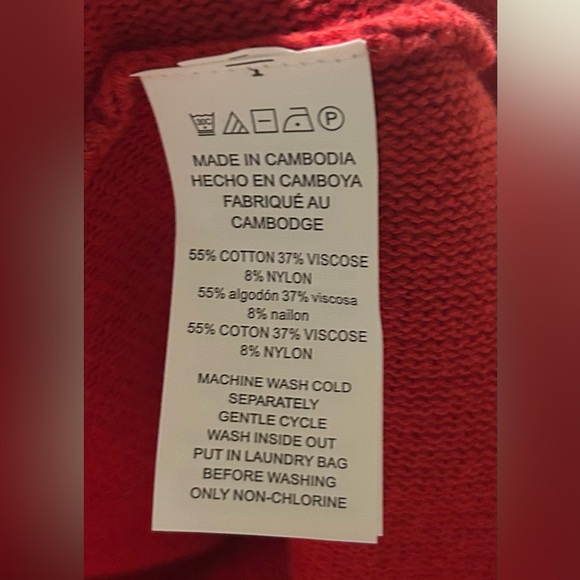 30C P
MADE IN CAMBODIA
HECHO EN CAMBOYA
FABRIQUÉ AU
CAMBODGE
55% COTTON 37% VISCOSE
8% NYLON
55% algodón 37% viscosa
8% nailon
55% COTON 37% VISCOSE
8% NYLON
MACHINE WASH COLD
SEPARATELY
GENTLE CYCLE
WASH INSIDE OUT
PUT IN LAUNDRY BAG
BEFORE WASHING
ONLY NON-CHLORINE